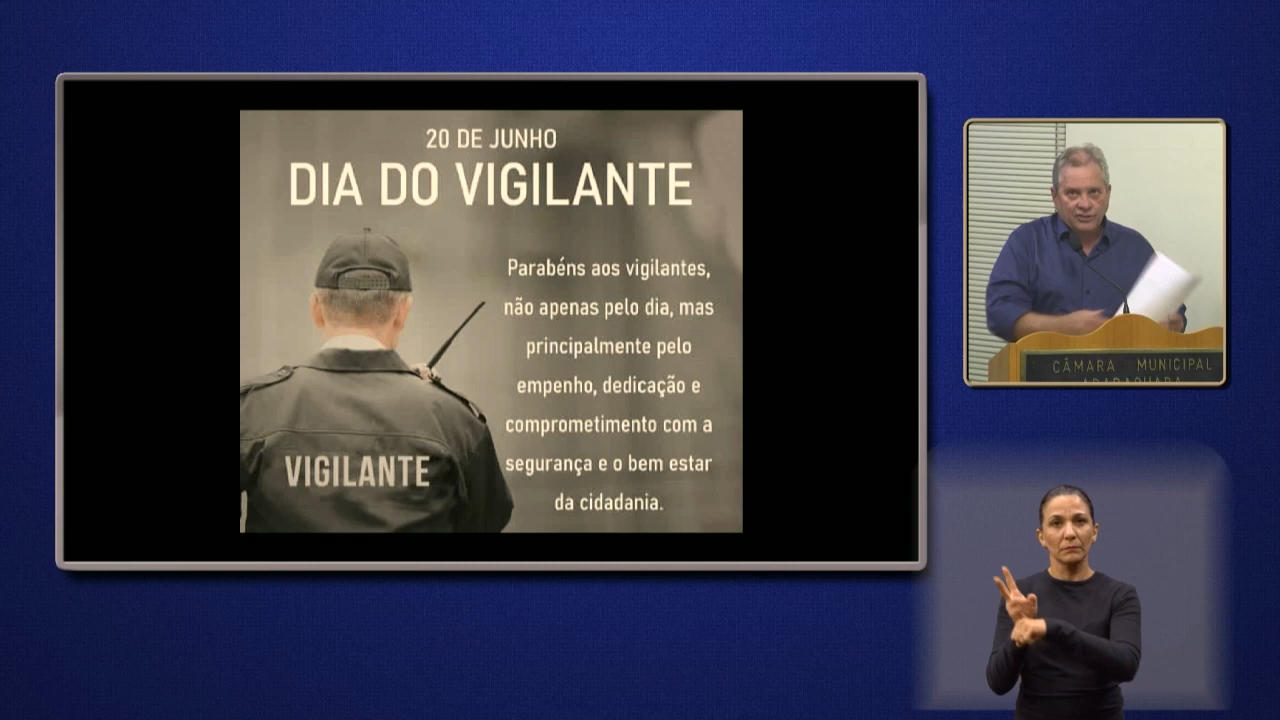 20 DE JUNHO
DIA DO VIGILANTE
Parabéns aos vigilantes,
não apenas pelo dia, mas
principalmente pelo
empenho, dedicação e
comprometimento com a
segurança e o bem estar
da cidadania.
VIGILANTE
CÂMARA MUNICIPAL
ARARAQUARA